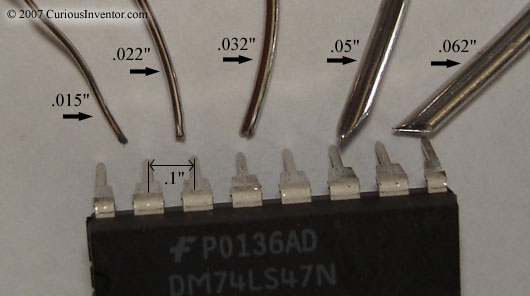 © 2007 CuriousInventor.com
.015"
.022"
.032"
.05"
.062"
.1"
P0136AD
DM74LS47N